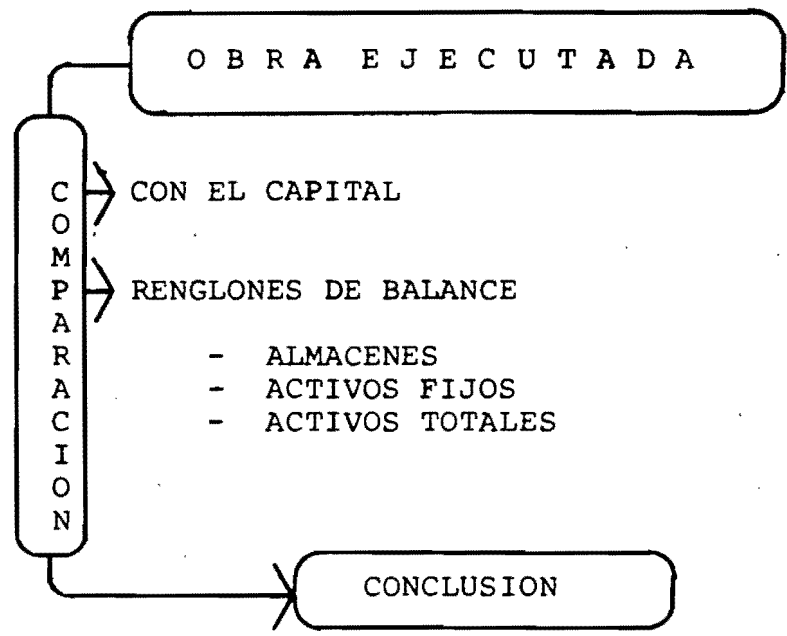 OBRA EJECUTADA
COMPARACION
CON EL CAPITAL
RENGLONES DE BALANCE
- ALMACENES
- ACTIVOS FIJOS
- ACTIVOS TOTALES
CONCLUSION